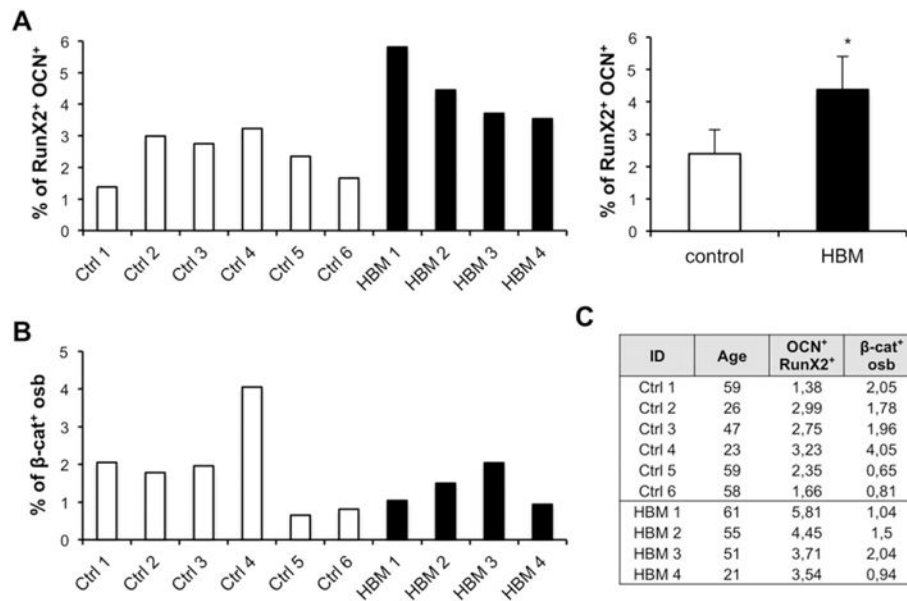 A
% of RunX2⁺ OCN⁺
6
5
4
3
2
1
0
Ctrl 1
Ctrl 2
Ctrl 3
Ctrl 4
Ctrl 5
Ctrl 6
HBM 1
HBM 2
HBM 3
HBM 4
% of RunX2⁺ OCN⁺
6
5
4
3
2
1
0
*
control
HBM
B
% of β-cat⁺ osb
5
4
3
2
1
0
Ctrl 1
Ctrl 2
Ctrl 3
Ctrl 4
Ctrl 5
Ctrl 6
HBM 1
HBM 2
HBM 3
HBM 4
C
ID Age OCN⁺ RunX2⁺ β-cat⁺ osb
Ctrl 1 59 1,38 2,05
Ctrl 2 26 2,99 1,78
Ctrl 3 47 2,75 1,96
Ctrl 4 23 3,23 4,05
Ctrl 5 59 2,35 0,65
Ctrl 6 58 1,66 0,81
HBM 1 61 5,81 1,04
HBM 2 55 4,45 1,5
HBM 3 51 3,71 2,04
HBM 4 21 3,54 0,94